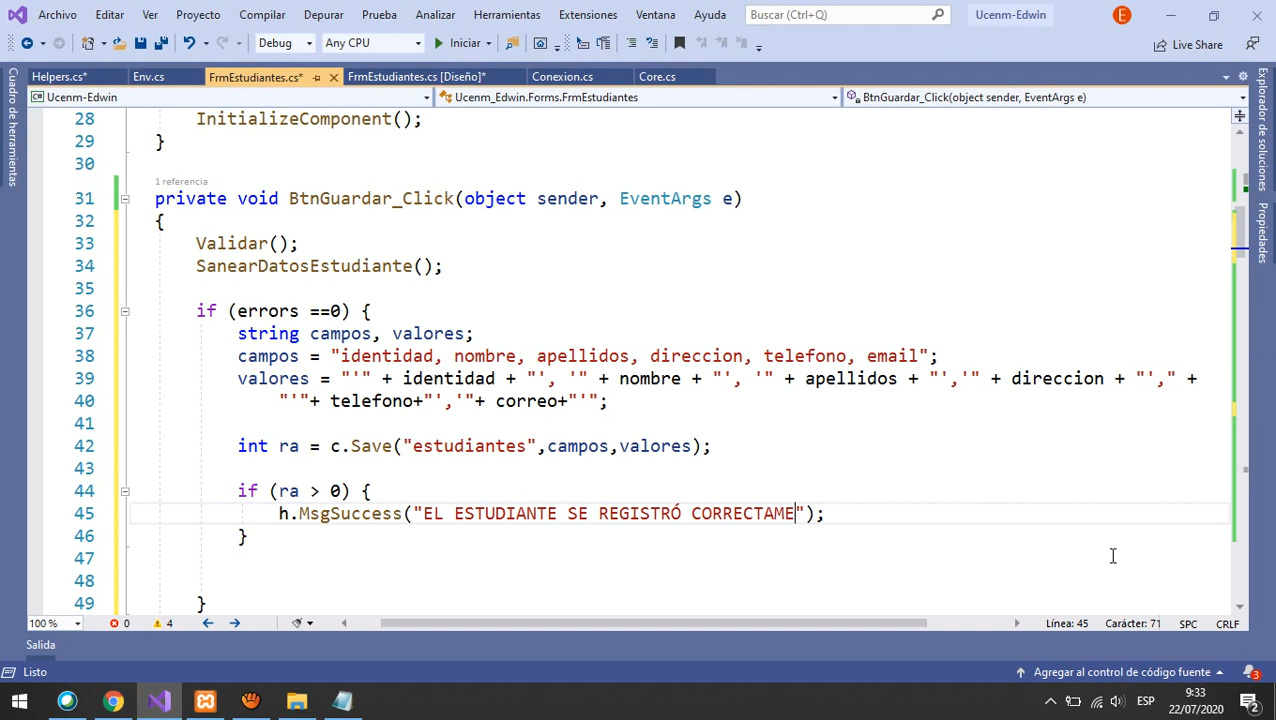 Archivo Editar Ver Proyecto Compilar Depurar Prueba Analizar Herramientas Extensiones Ventana Ayuda Buscar (Ctrl+Q) Ucenm-Edwin E
Debug Any CPU Iniciar Live Share
Helpers.cs* Env.cs FrmEstudiantes.cs* FrmEstudiantes.cs [Diseño]* Conexion.cs Core.cs
Ucenm-Edwin Ucenm_Edwin.Forms.FrmEstudiantes BtnGuardar_Click(object sender, EventArgs e)
Cuadro de herramientas
Explorador de soluciones
Propiedades
28 InitializeComponent();
29 }
30
1 referencia
31 private void BtnGuardar_Click(object sender, EventArgs e)
32 {
33 Validar();
34 SanearDatosEstudiante();
35
36 if (errors ==0) {
37 string campos, valores;
38 campos = "identidad, nombre, apellidos, direccion, telefono, email";
39 valores = "'" + identidad + "', '" + nombre + "', '" + apellidos + "','" + direccion + "'," +
40 "'"+ telefono+"','"+ correo+"'";
41
42 int ra = c.Save("estudiantes",campos,valores);
43
44 if (ra > 0) {
45 h.MsgSuccess("EL ESTUDIANTE SE REGISTRÓ CORRECTAME");
46 }
47
48
49 }
100 % 0 4 Línea: 45 Carácter: 71 SPC CRLF
Salida
Listo Agregar al control de código fuente 3
ESP 9:33
22/07/2020 2